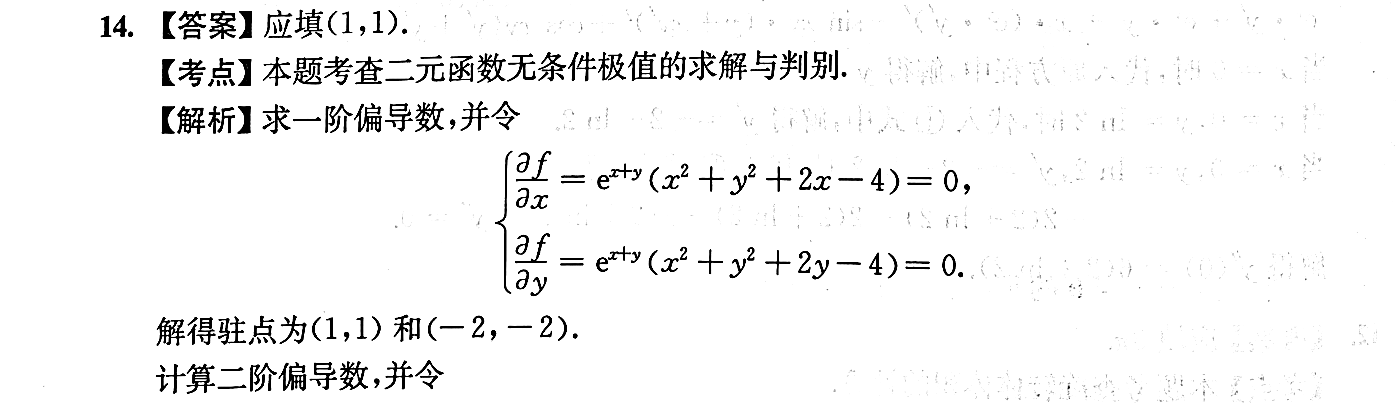 14. 【答案】应填(1,1).
【考点】本题考查二元函数无条件极值的求解与判别.
【解析】求一阶偏导数,并令
∂f/∂x = e^{x+y}(x² + y² + 2x − 4) = 0,
∂f/∂y = e^{x+y}(x² + y² + 2y − 4) = 0.
解得驻点为(1,1) 和(−2,−2).
计算二阶偏导数,并令